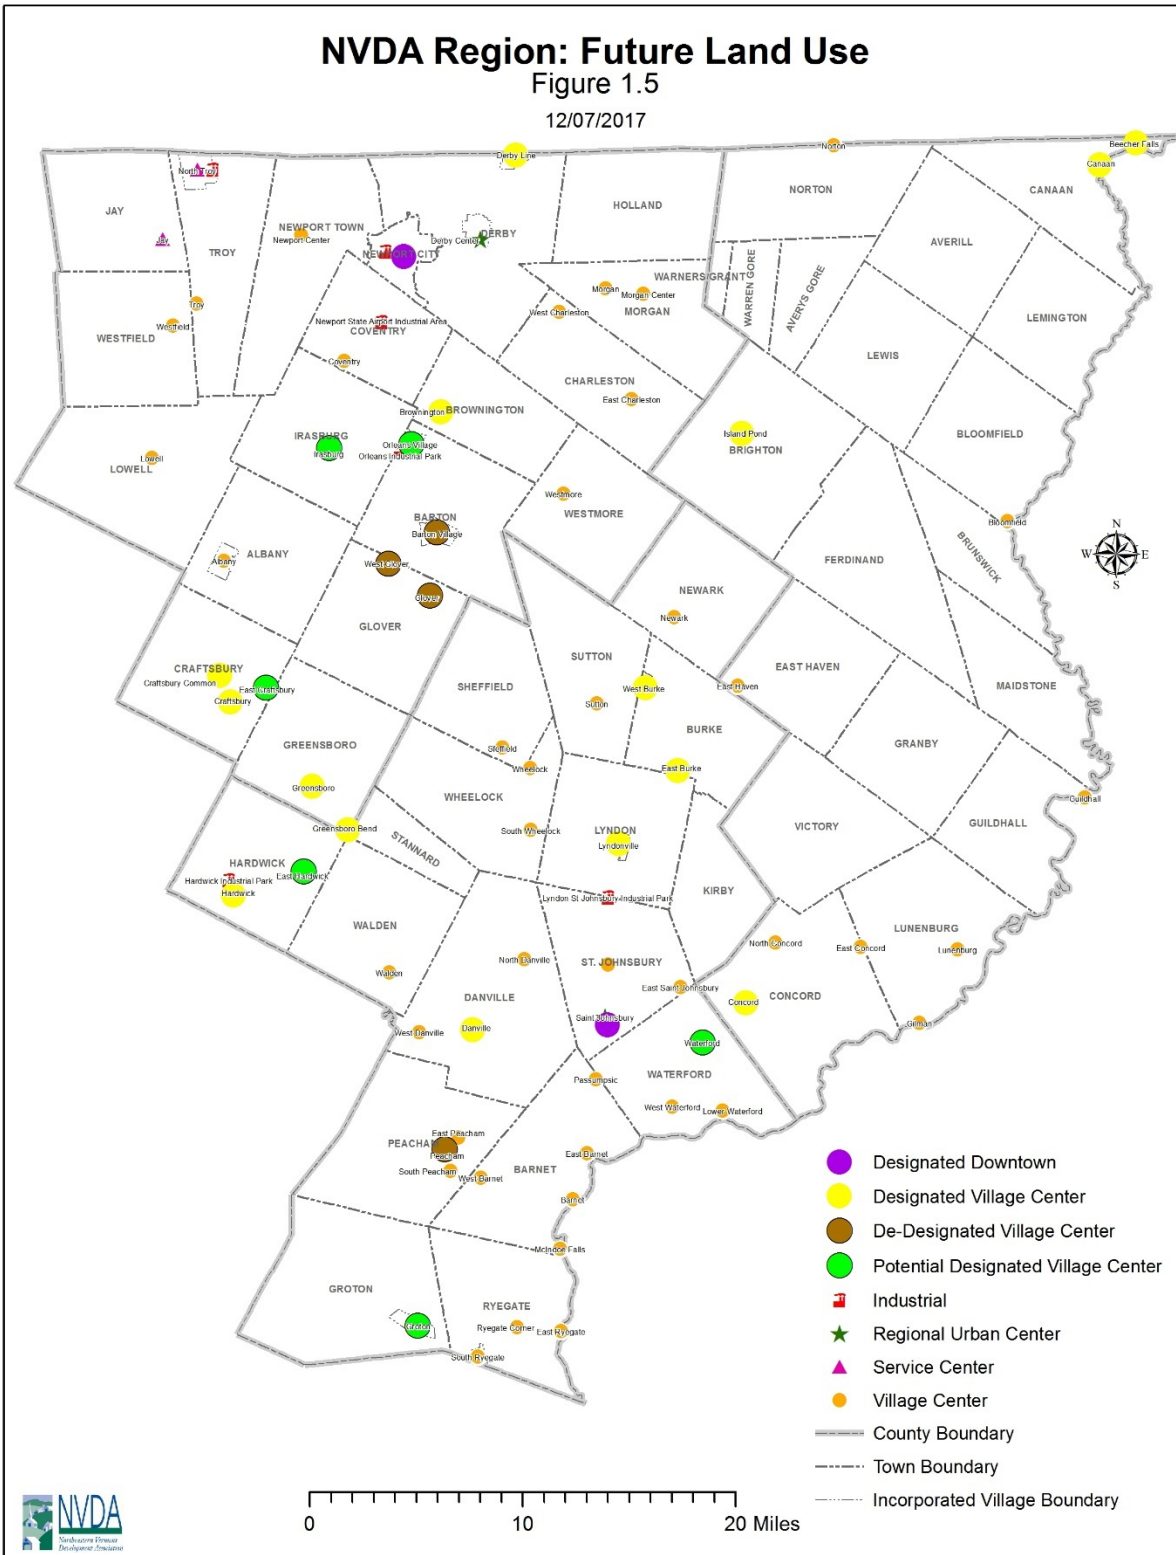 NVDA Region: Future Land Use
Figure 1.5
12/07/2017
Beecher Falls
Norton
Derby Line
Canaan
North Troy
NORTON
CANAAN
HOLLAND
JAY
NEWPORT TOWN
Newport Center
Jay
Derby Center
DERBY
AVERILL
TROY
NEWPORT CITY
WARNERS GRANT
WARREN GORE
AVERYS GORE
Morgan
Morgan Center
MORGAN
Troy
West Charleston
LEMINGTON
Westfield
WESTFIELD
Newport State Airport Industrial Area
COVENTRY
LEWIS
Coventry
CHARLESTON
East Charleston
Brownington
BROWNINGTON
IRASBURG
Irasburg
Orleans Village
Orleans Industrial Park
Island Pond
BRIGHTON
BLOOMFIELD
Lowell
LOWELL
Westmore
WESTMORE
BARTON
Barton Village
Bloomfield
N
W
E
S
BRUNSWICK
ALBANY
Albany
West Glover
FERDINAND
Glover
GLOVER
NEWARK
Newark
SUTTON
EAST HAVEN
East Haven
CRAFTSBURY
Craftsbury Common
East Craftsbury
Craftsbury
SHEFFIELD
West Burke
Sutton
MAIDSTONE
BURKE
GREENSBORO
Sheffield
GRANBY
Wheelock
East Burke
Greensboro
WHEELOCK
Guildhall
Greensboro Bend
STANNARD
South Wheelock
LYNDON
Lyndonville
VICTORY
GUILDHALL
HARDWICK
Hardwick Industrial Park
East Hardwick
Hardwick
Lyndon St Johnsbury Industrial Park
KIRBY
WALDEN
LUNENBURG
North Concord
East Concord
Lunenburg
North Danville
ST. JOHNSBURY
Walden
East Saint Johnsbury
DANVILLE
CONCORD
Concord
Saint Johnsbury
Gilman
West Danville
Danville
Waterford
WATERFORD
Passumpsic
West Waterford
Lower Waterford
East Peacham
PEACHAM
Peacham
East Barnet
South Peacham
West Barnet
BARNET
Barnet
McIndoe Falls
GROTON
RYEGATE
Groton
Ryegate Corner
East Ryegate
South Ryegate
Designated Downtown
Designated Village Center
De-Designated Village Center
Potential Designated Village Center
Industrial
Regional Urban Center
Service Center
Village Center
County Boundary
Town Boundary
Incorporated Village Boundary
0
10
20 Miles
NVDA
Northeastern Vermont
Development Association